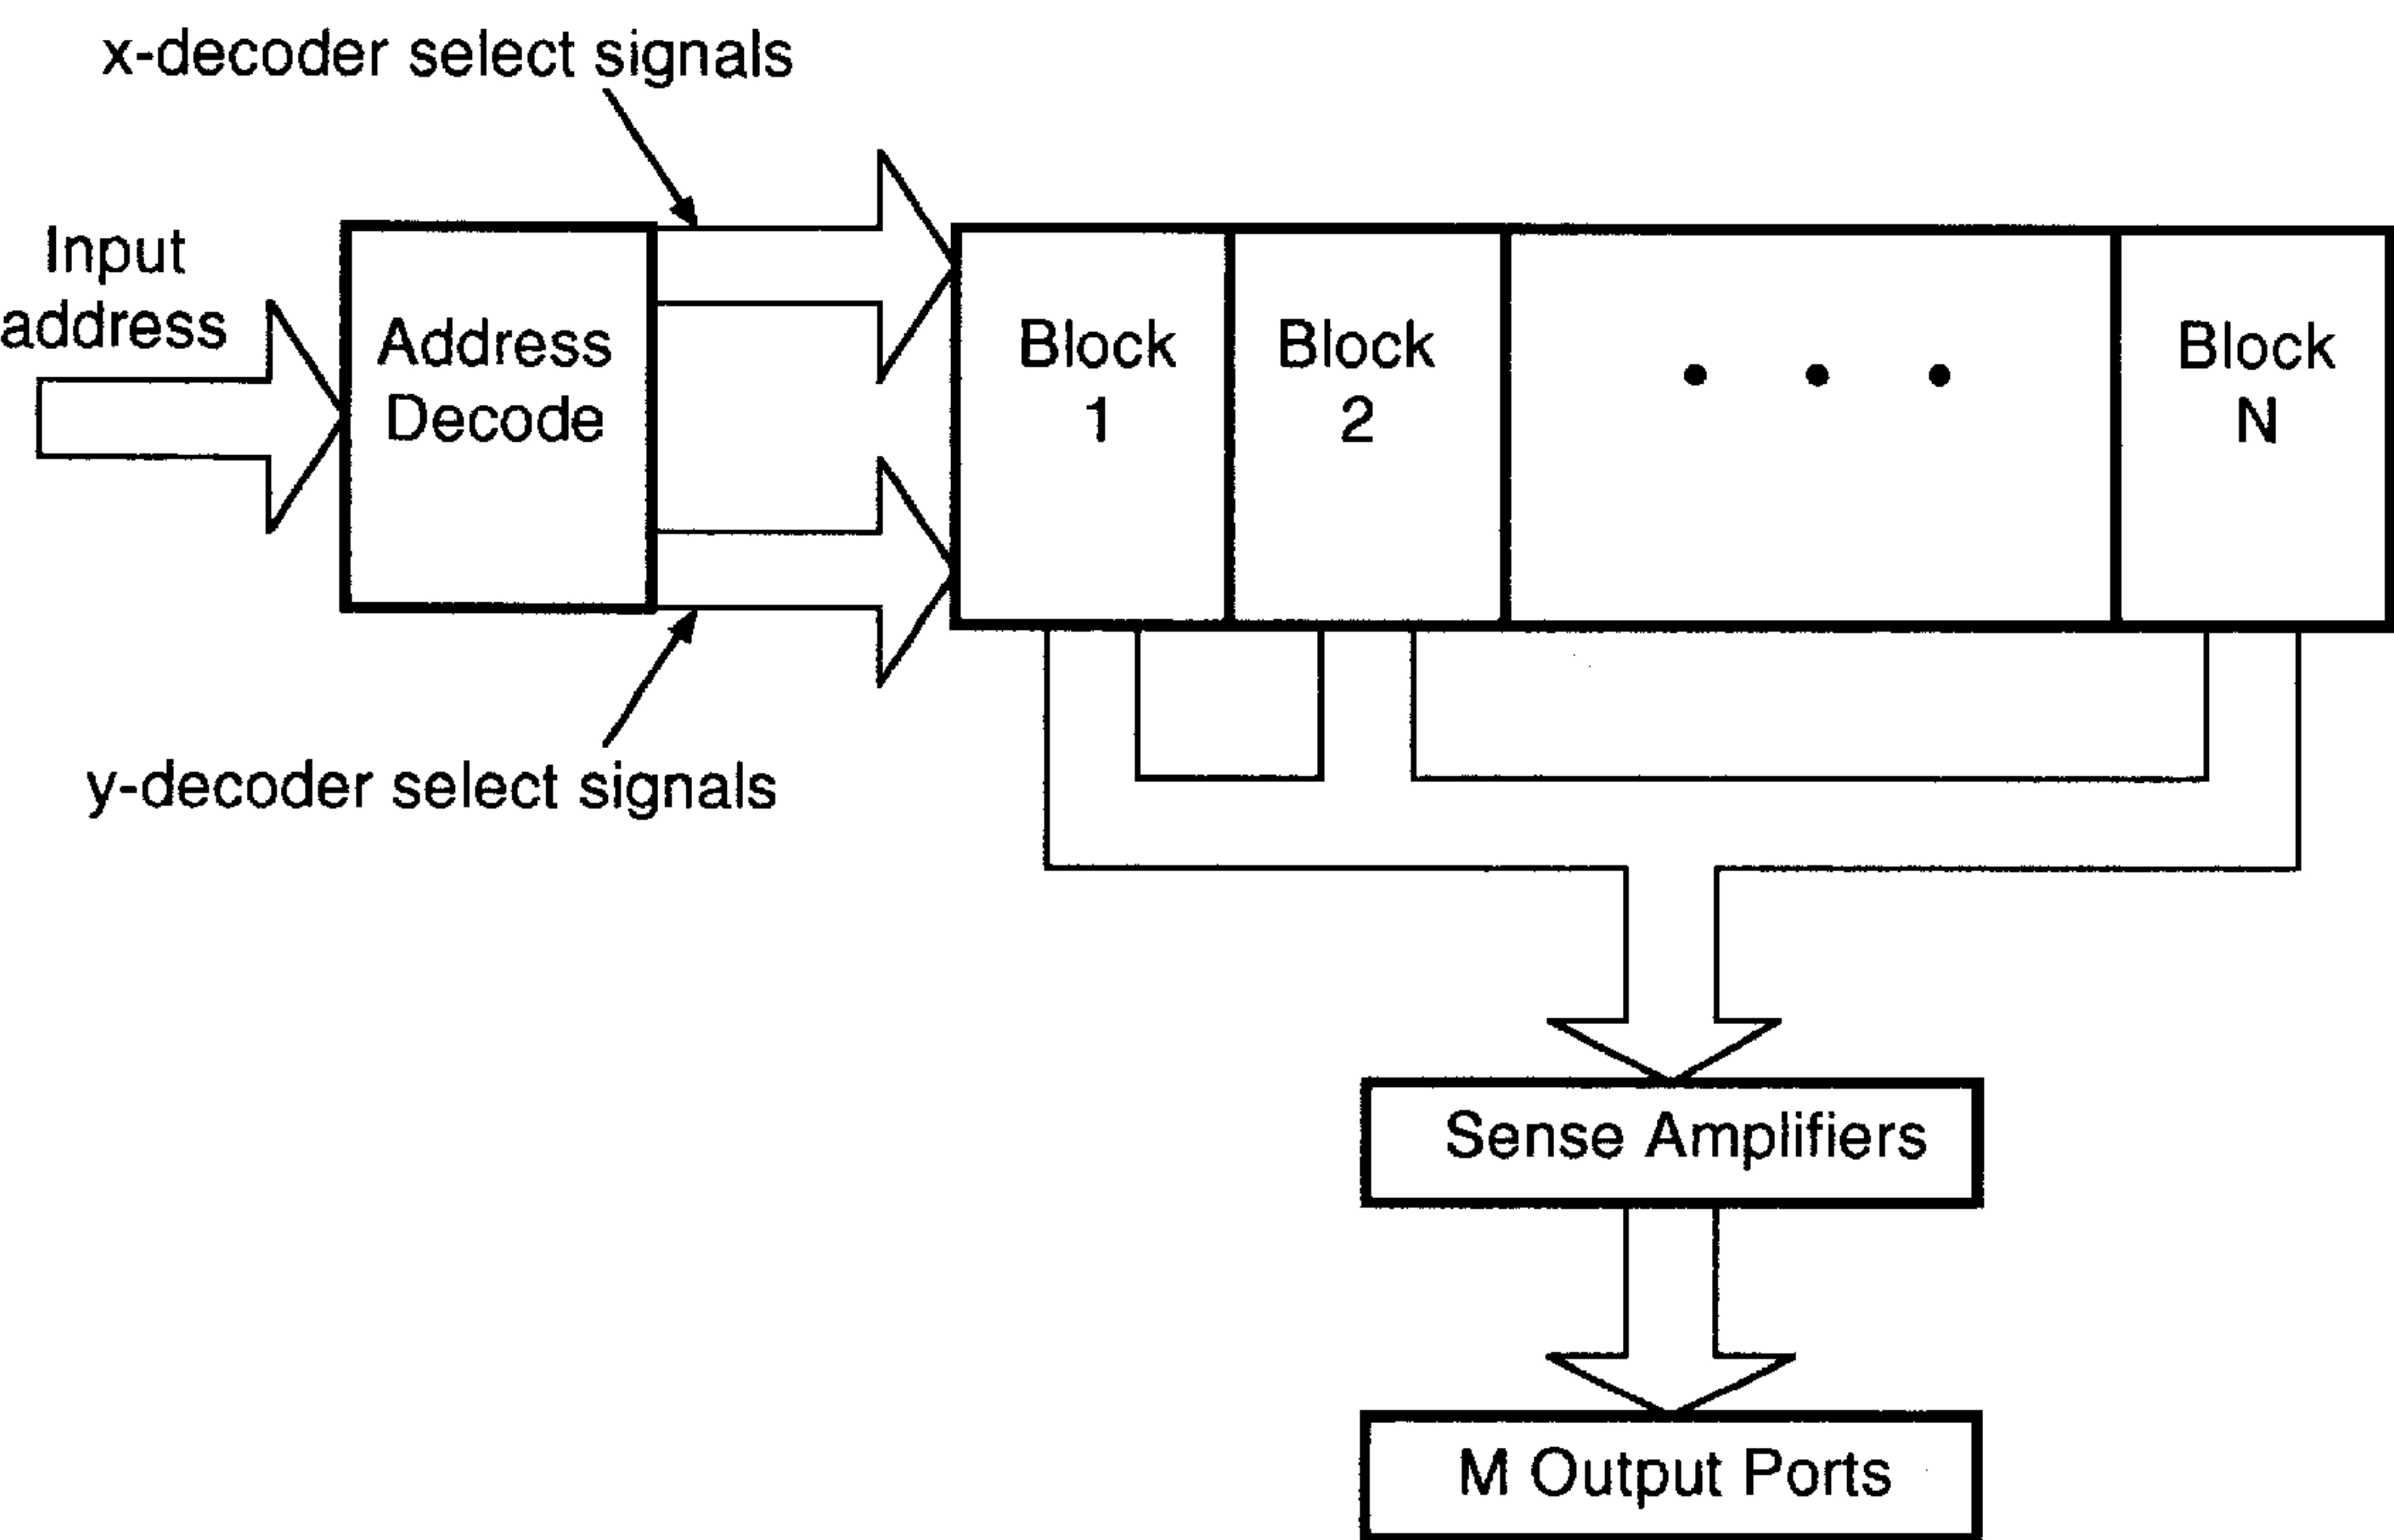 x-decoder select signals
Input
address
Address
Decode
Block
1
Block
2
Block
N
y-decoder select signals
Sense Amplifiers
M Output Ports